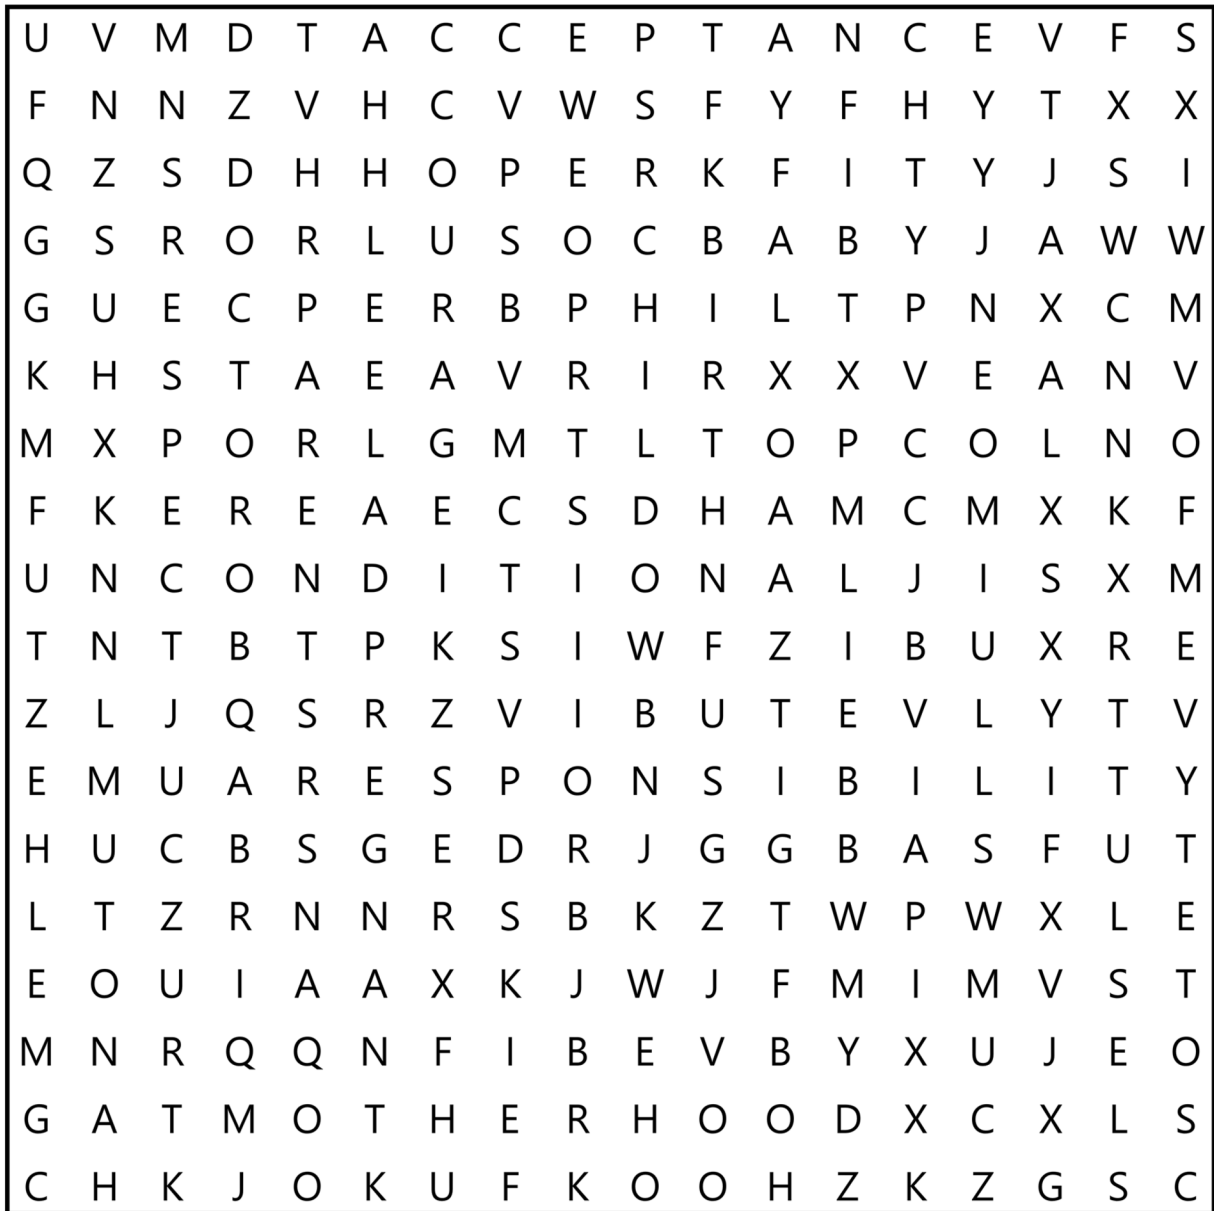 U V M D T A C C E P T A N C E V F S
F N N Z V H C V W S F Y F H Y T X X
Q Z S D H H O P E R K F I T Y J S I
G S R O R L U S O C B A B Y J A W W
G U E C P E R B P H I L T P N X C M
K H S T A E A V R I R X X V E A N V
M X P O R L G M T L T O P C O L N O
F K E R E A E C S D H A M C M X K F
U N C O N D I T I O N A L J I S X M
T N T B T P K S I W F Z I B U X R E
Z L J Q S R Z V I B U T E V L Y T V
E M U A R E S P O N S I B I L I T Y
H U C B S G E D R J G G B A S F U T
L T Z R N N R S B K Z T W P W X L E
E O U I A A X K J W J F M I M V S T
M N R Q Q N F I B E V B Y X U J E O
G A T M O T H E R H O O D X C X L S
C H K J O K U F K O O H Z K Z G S C